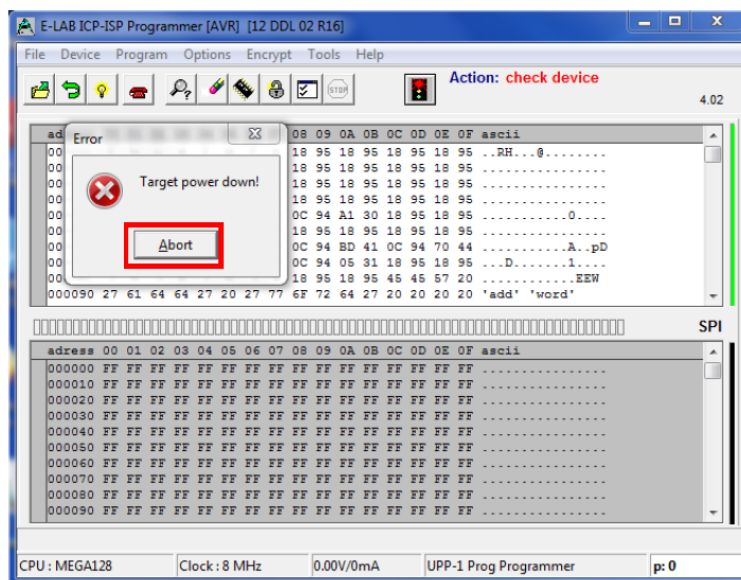 E-LAB ICP-ISP Programmer [AVR] [12 DDL 02 R16]
File Device Program Options Encrypt Tools Help
STOP
Action: check device
4.02
ad 08 09 0A 0B 0C 0D 0E 0F ascii
00 18 95 18 95 18 95 18 95 ..RH...@........
00 18 95 18 95 18 95 18 95 ................
00 18 95 18 95 18 95 18 95 ................
00 18 95 18 95 18 95 18 95 ................
00 0C 94 A1 30 18 95 18 95 ...........0....
00 18 95 18 95 18 95 18 95 ................
00 0C 94 BD 41 0C 94 70 44 ...........A..pD
00 0C 94 05 31 18 95 18 95 ...D.......1....
00 18 95 18 95 45 45 57 20 ............EEW
000090 27 61 64 64 27 20 27 77 6F 72 64 27 20 20 20 20 'add' 'word'
Error
Target power down!
Abort
SPI
adress 00 01 02 03 04 05 06 07 08 09 0A 0B 0C 0D 0E 0F ascii
000000 FF FF FF FF FF FF FF FF FF FF FF FF FF FF FF FF ................
000010 FF FF FF FF FF FF FF FF FF FF FF FF FF FF FF FF ................
000020 FF FF FF FF FF FF FF FF FF FF FF FF FF FF FF FF ................
000030 FF FF FF FF FF FF FF FF FF FF FF FF FF FF FF FF ................
000040 FF FF FF FF FF FF FF FF FF FF FF FF FF FF FF FF ................
000050 FF FF FF FF FF FF FF FF FF FF FF FF FF FF FF FF ................
000060 FF FF FF FF FF FF FF FF FF FF FF FF FF FF FF FF ................
000070 FF FF FF FF FF FF FF FF FF FF FF FF FF FF FF FF ................
000080 FF FF FF FF FF FF FF FF FF FF FF FF FF FF FF FF ................
000090 FF FF FF FF FF FF FF FF FF FF FF FF FF FF FF FF ................
CPU : MEGA128 Clock : 8 MHz 0.00V/0mA UPP-1 Prog Programmer p: 0